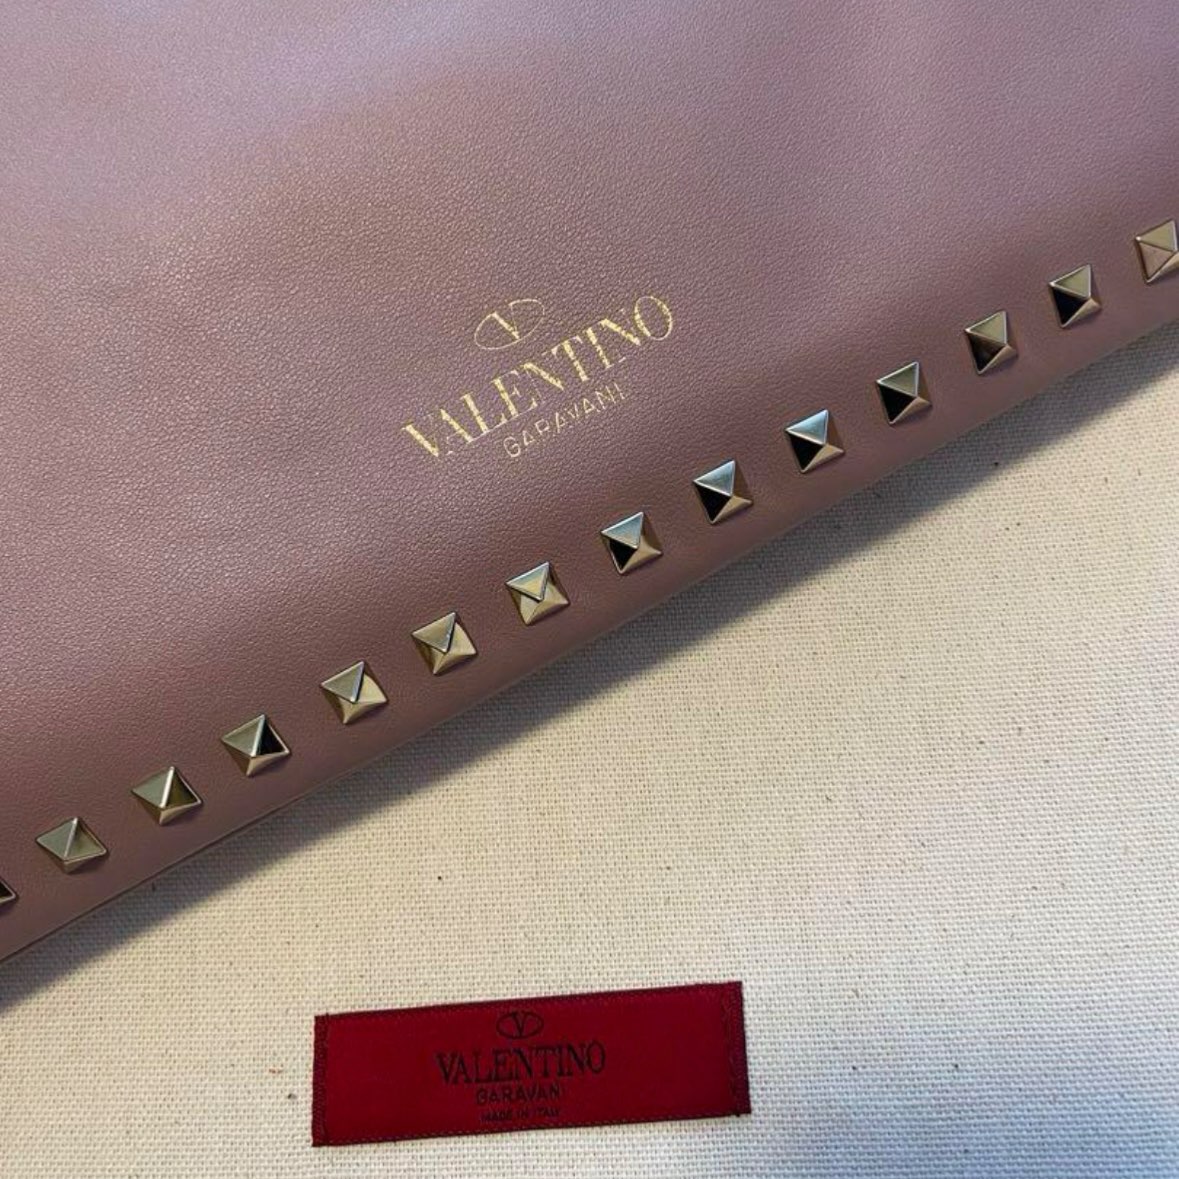 V
VALENTINO
GARAVANI
V
VALENTINO
GARAVANI
MADE IN ITALY